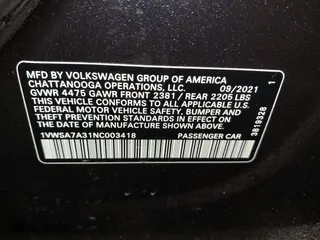 MFD BY VOLKSWAGEN GROUP OF AMERICA
CHATTANOOGA OPERATIONS, LLC. 09/2021
GVWR 4475 GAWR FRONT 2381 / REAR 2205 LBS
THIS VEHICLE CONFORMS TO ALL APPLICABLE U.S.
FEDERAL MOTOR VEHICLE SAFETY, BUMPER, AND
THEFT PREVENTION STANDARDS IN EFFECT ON THE
DATE OF MANUFACTURE SHOWN ABOVE.
1VWSA7A31NC003418 PASSENGER CAR
3819328 1